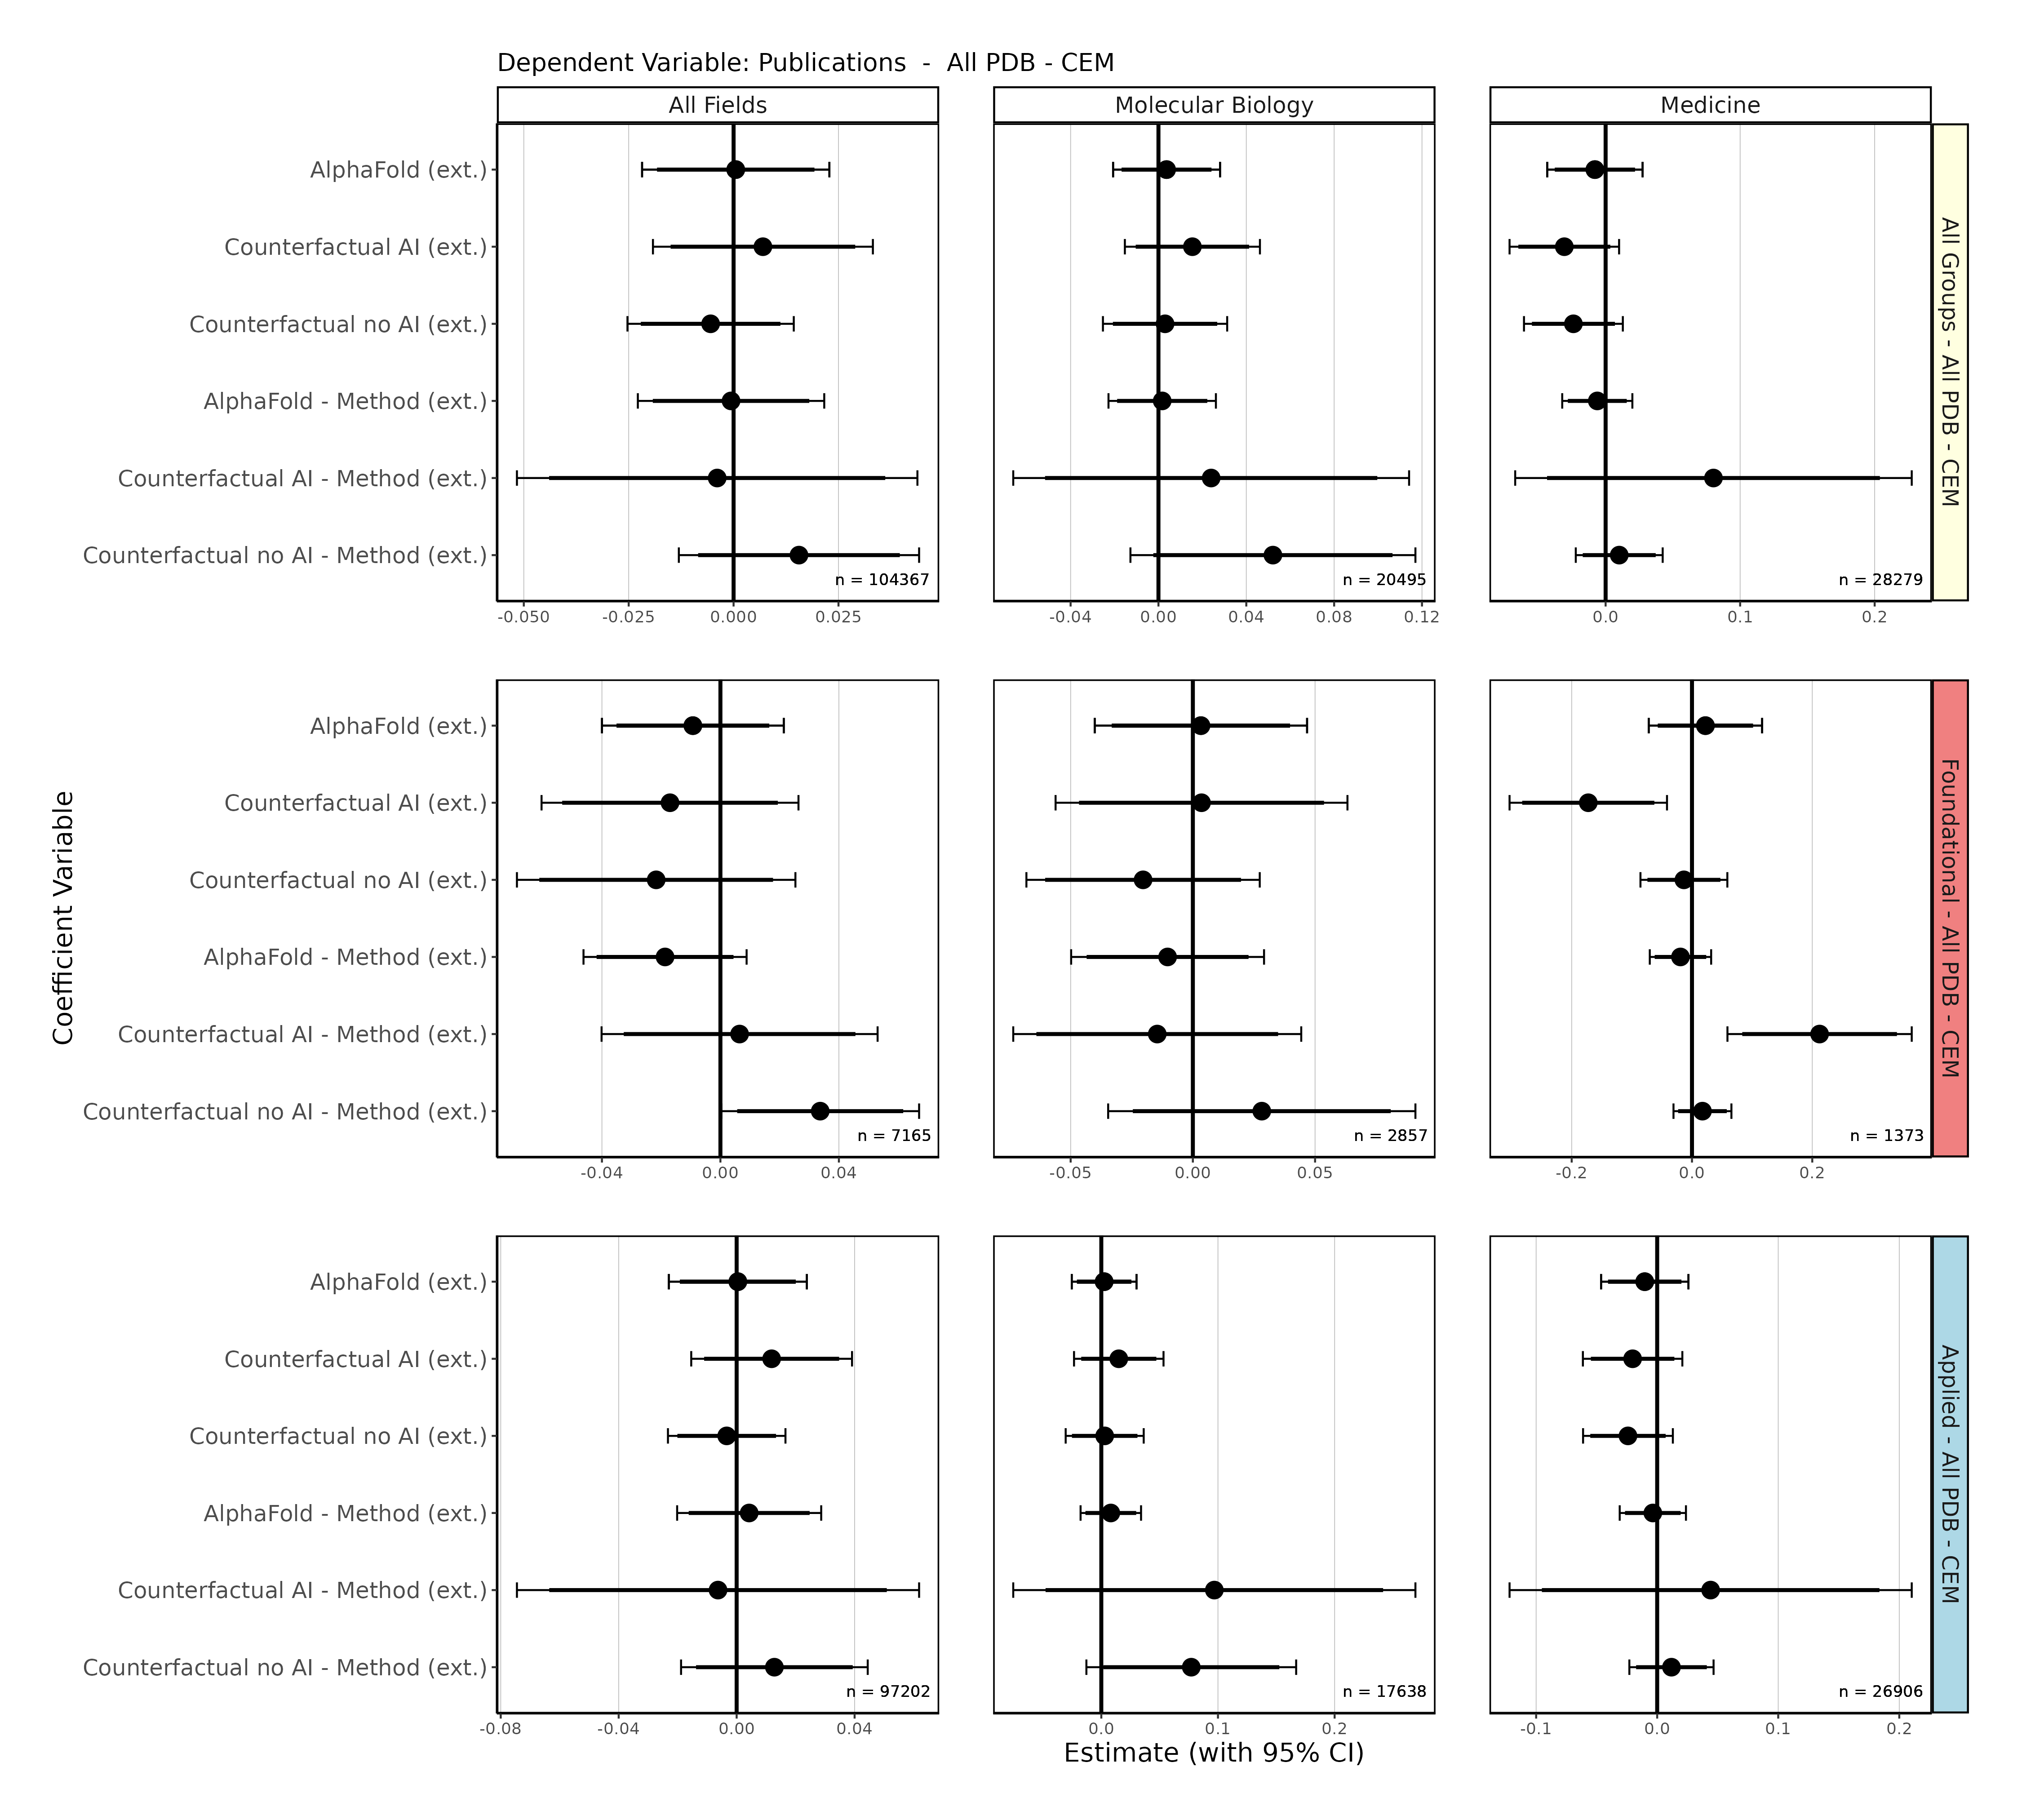 Dependent Variable: Publications  -  All PDB - CEM
All Fields
Molecular Biology
Medicine
Coefficient Variable
AlphaFold (ext.)
Counterfactual AI (ext.)
Counterfactual no AI (ext.)
AlphaFold - Method (ext.)
Counterfactual AI - Method (ext.)
Counterfactual no AI - Method (ext.)
n = 104367
n = 20495
n = 28279
All Groups - All PDB - CEM
-0.050 -0.025 0.000 0.025
-0.04 0.00 0.04 0.08 0.12
0.0 0.1 0.2
AlphaFold (ext.)
Counterfactual AI (ext.)
Counterfactual no AI (ext.)
AlphaFold - Method (ext.)
Counterfactual AI - Method (ext.)
Counterfactual no AI - Method (ext.)
n = 7165
n = 2857
n = 1373
Foundational - All PDB - CEM
-0.04 0.00 0.04
-0.05 0.00 0.05
-0.2 0.0 0.2
AlphaFold (ext.)
Counterfactual AI (ext.)
Counterfactual no AI (ext.)
AlphaFold - Method (ext.)
Counterfactual AI - Method (ext.)
Counterfactual no AI - Method (ext.)
n = 97202
n = 17638
n = 26906
Applied - All PDB - CEM
-0.08 -0.04 0.00 0.04
0.0 0.1 0.2
-0.1 0.0 0.1 0.2
Estimate (with 95% CI)